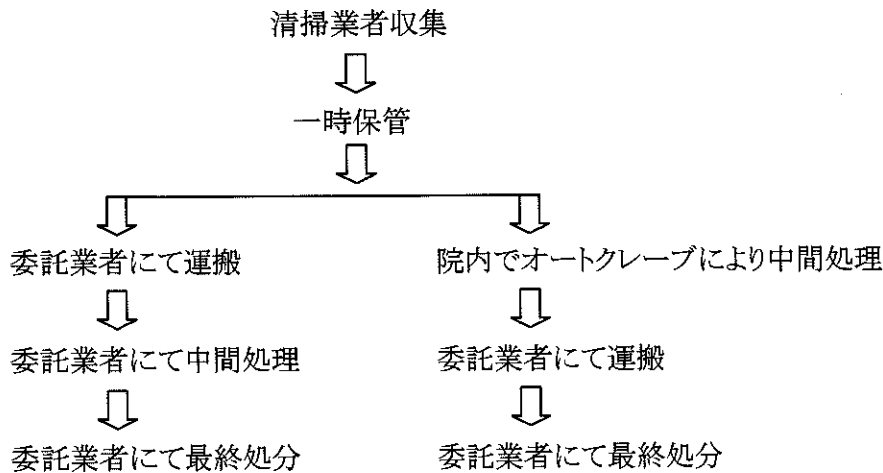 清掃業者収集
一時保管
委託業者にて運搬
院内でオートクレーブにより中間処理
委託業者にて中間処理
委託業者にて運搬
委託業者にて最終処分
委託業者にて最終処分